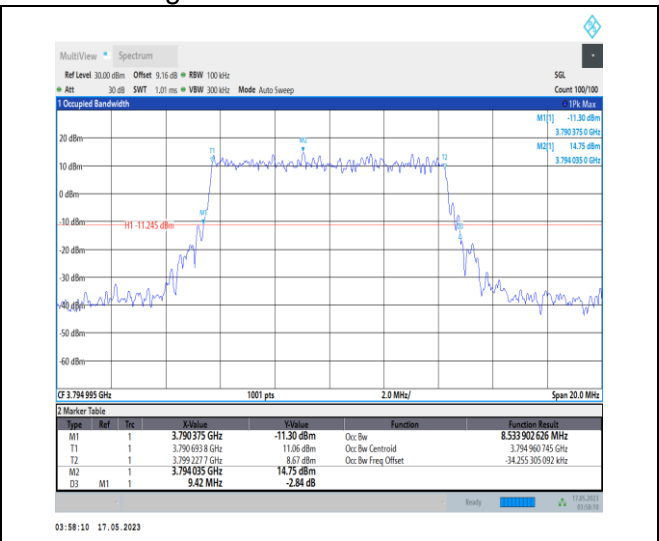 MultiView Spectrum
Ref Level 30.00 dBm Offset 9.16 dB RBW 100 kHz SGL
Att 30 dB SWT 1.01 ms VBW 300 kHz Mode Auto Sweep Count 100/100
1 Occupied Bandwidth 1Pk Max
M1[1] -11.30 dBm
3.790 375 0 GHz
M2[1] 14.75 dBm
3.794 035 0 GHz
20 dBm
M2
T1
T2
10 dBm
0 dBm
M1
-10 dBm
H1 -11.245 dBm
D3
-20 dBm
-30 dBm
-40 dBm
-50 dBm
-60 dBm
CF 3.794 995 GHz 1001 pts 2.0 MHz/ Span 20.0 MHz
2 Marker Table
Type Ref Trc X-Value Y-Value Function Function Result
M1 1 3.790 375 GHz -11.30 dBm Occ Bw 8.533 902 626 MHz
T1 1 3.790 693 8 GHz 11.06 dBm Occ Bw Centroid 3.794 960 745 GHz
T2 1 3.799 227 7 GHz 8.67 dBm Occ Bw Freq Offset -34.255 305 092 kHz
M2 1 3.794 035 GHz 14.75 dBm
D3 M1 1 9.42 MHz -2.84 dB
Ready 17.05.2023
03:58:10
03:58:10 17.05.2023